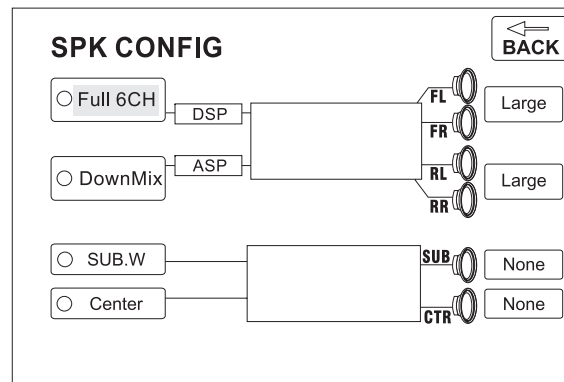 SPK CONFIG
BACK
Full 6CH
DSP
FL
Large
FR
DownMix
ASP
RL
Large
RR
SUB.W
SUB
None
Center
CTR
None